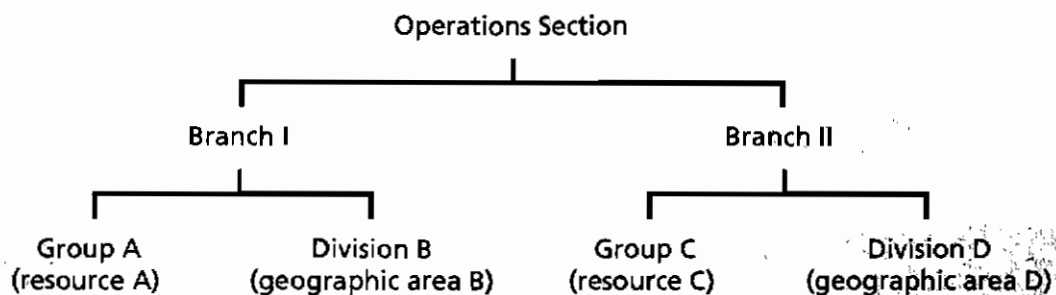 Operations Section
Branch I
Branch II
Group A
(resource A)
Division B
(geographic area B)
Group C
(resource C)
Division D
(geographic area D)